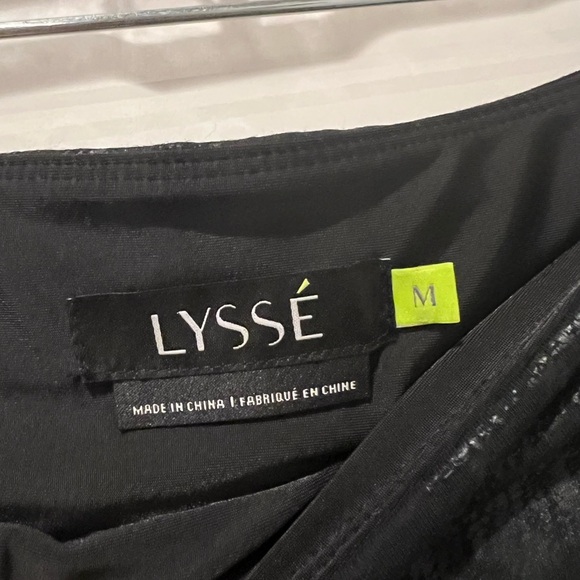 LYSSÉ
M
MADE IN CHINA | FABRIQUÉ EN CHINE